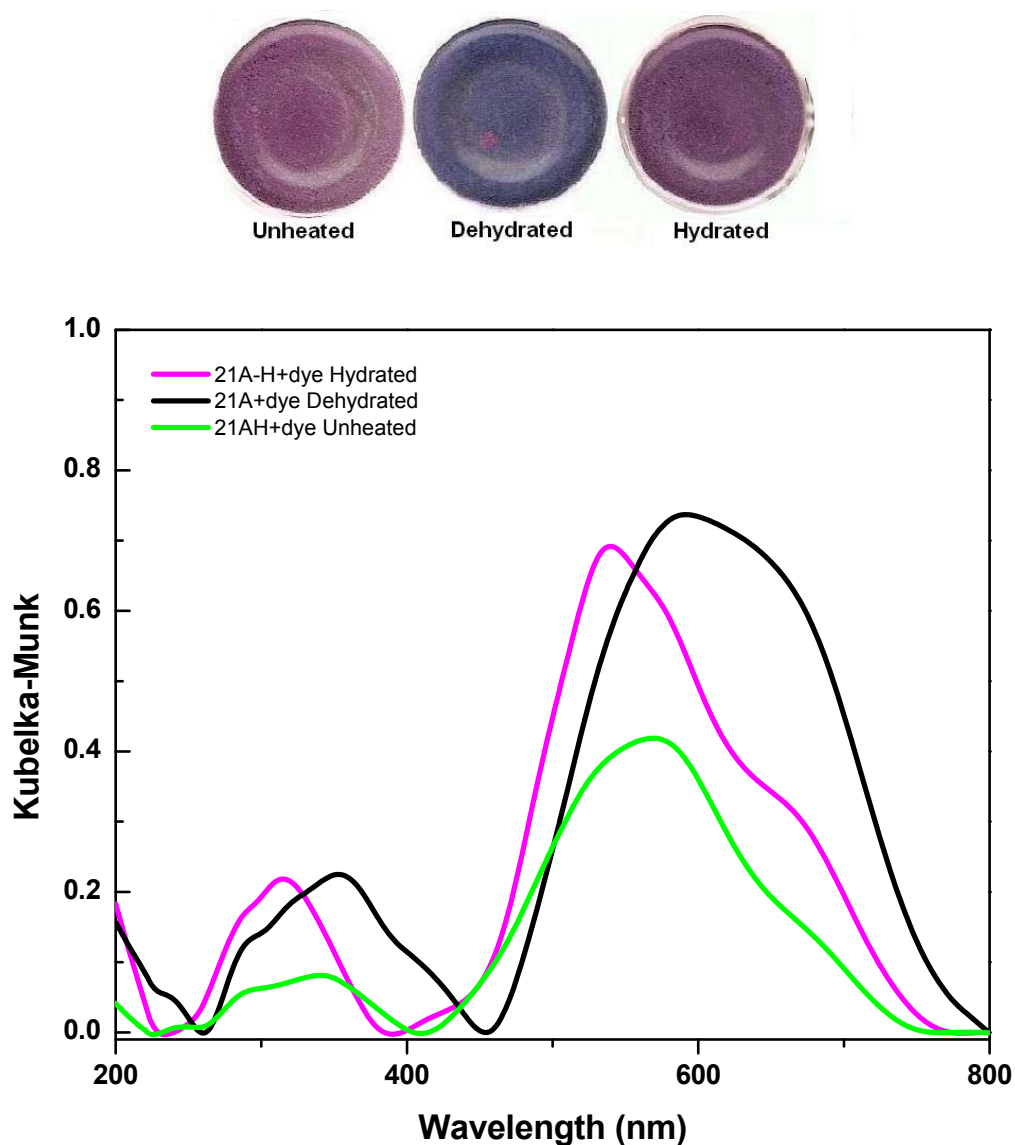 Unheated Dehydrated Hydrated
1.0
21A-H+dye Hydrated
21A+dye Dehydrated
21AH+dye Unheated
0.8
0.6
0.4
0.2
0.0
Kubelka-Munk
200 400 600 800
Wavelength (nm)